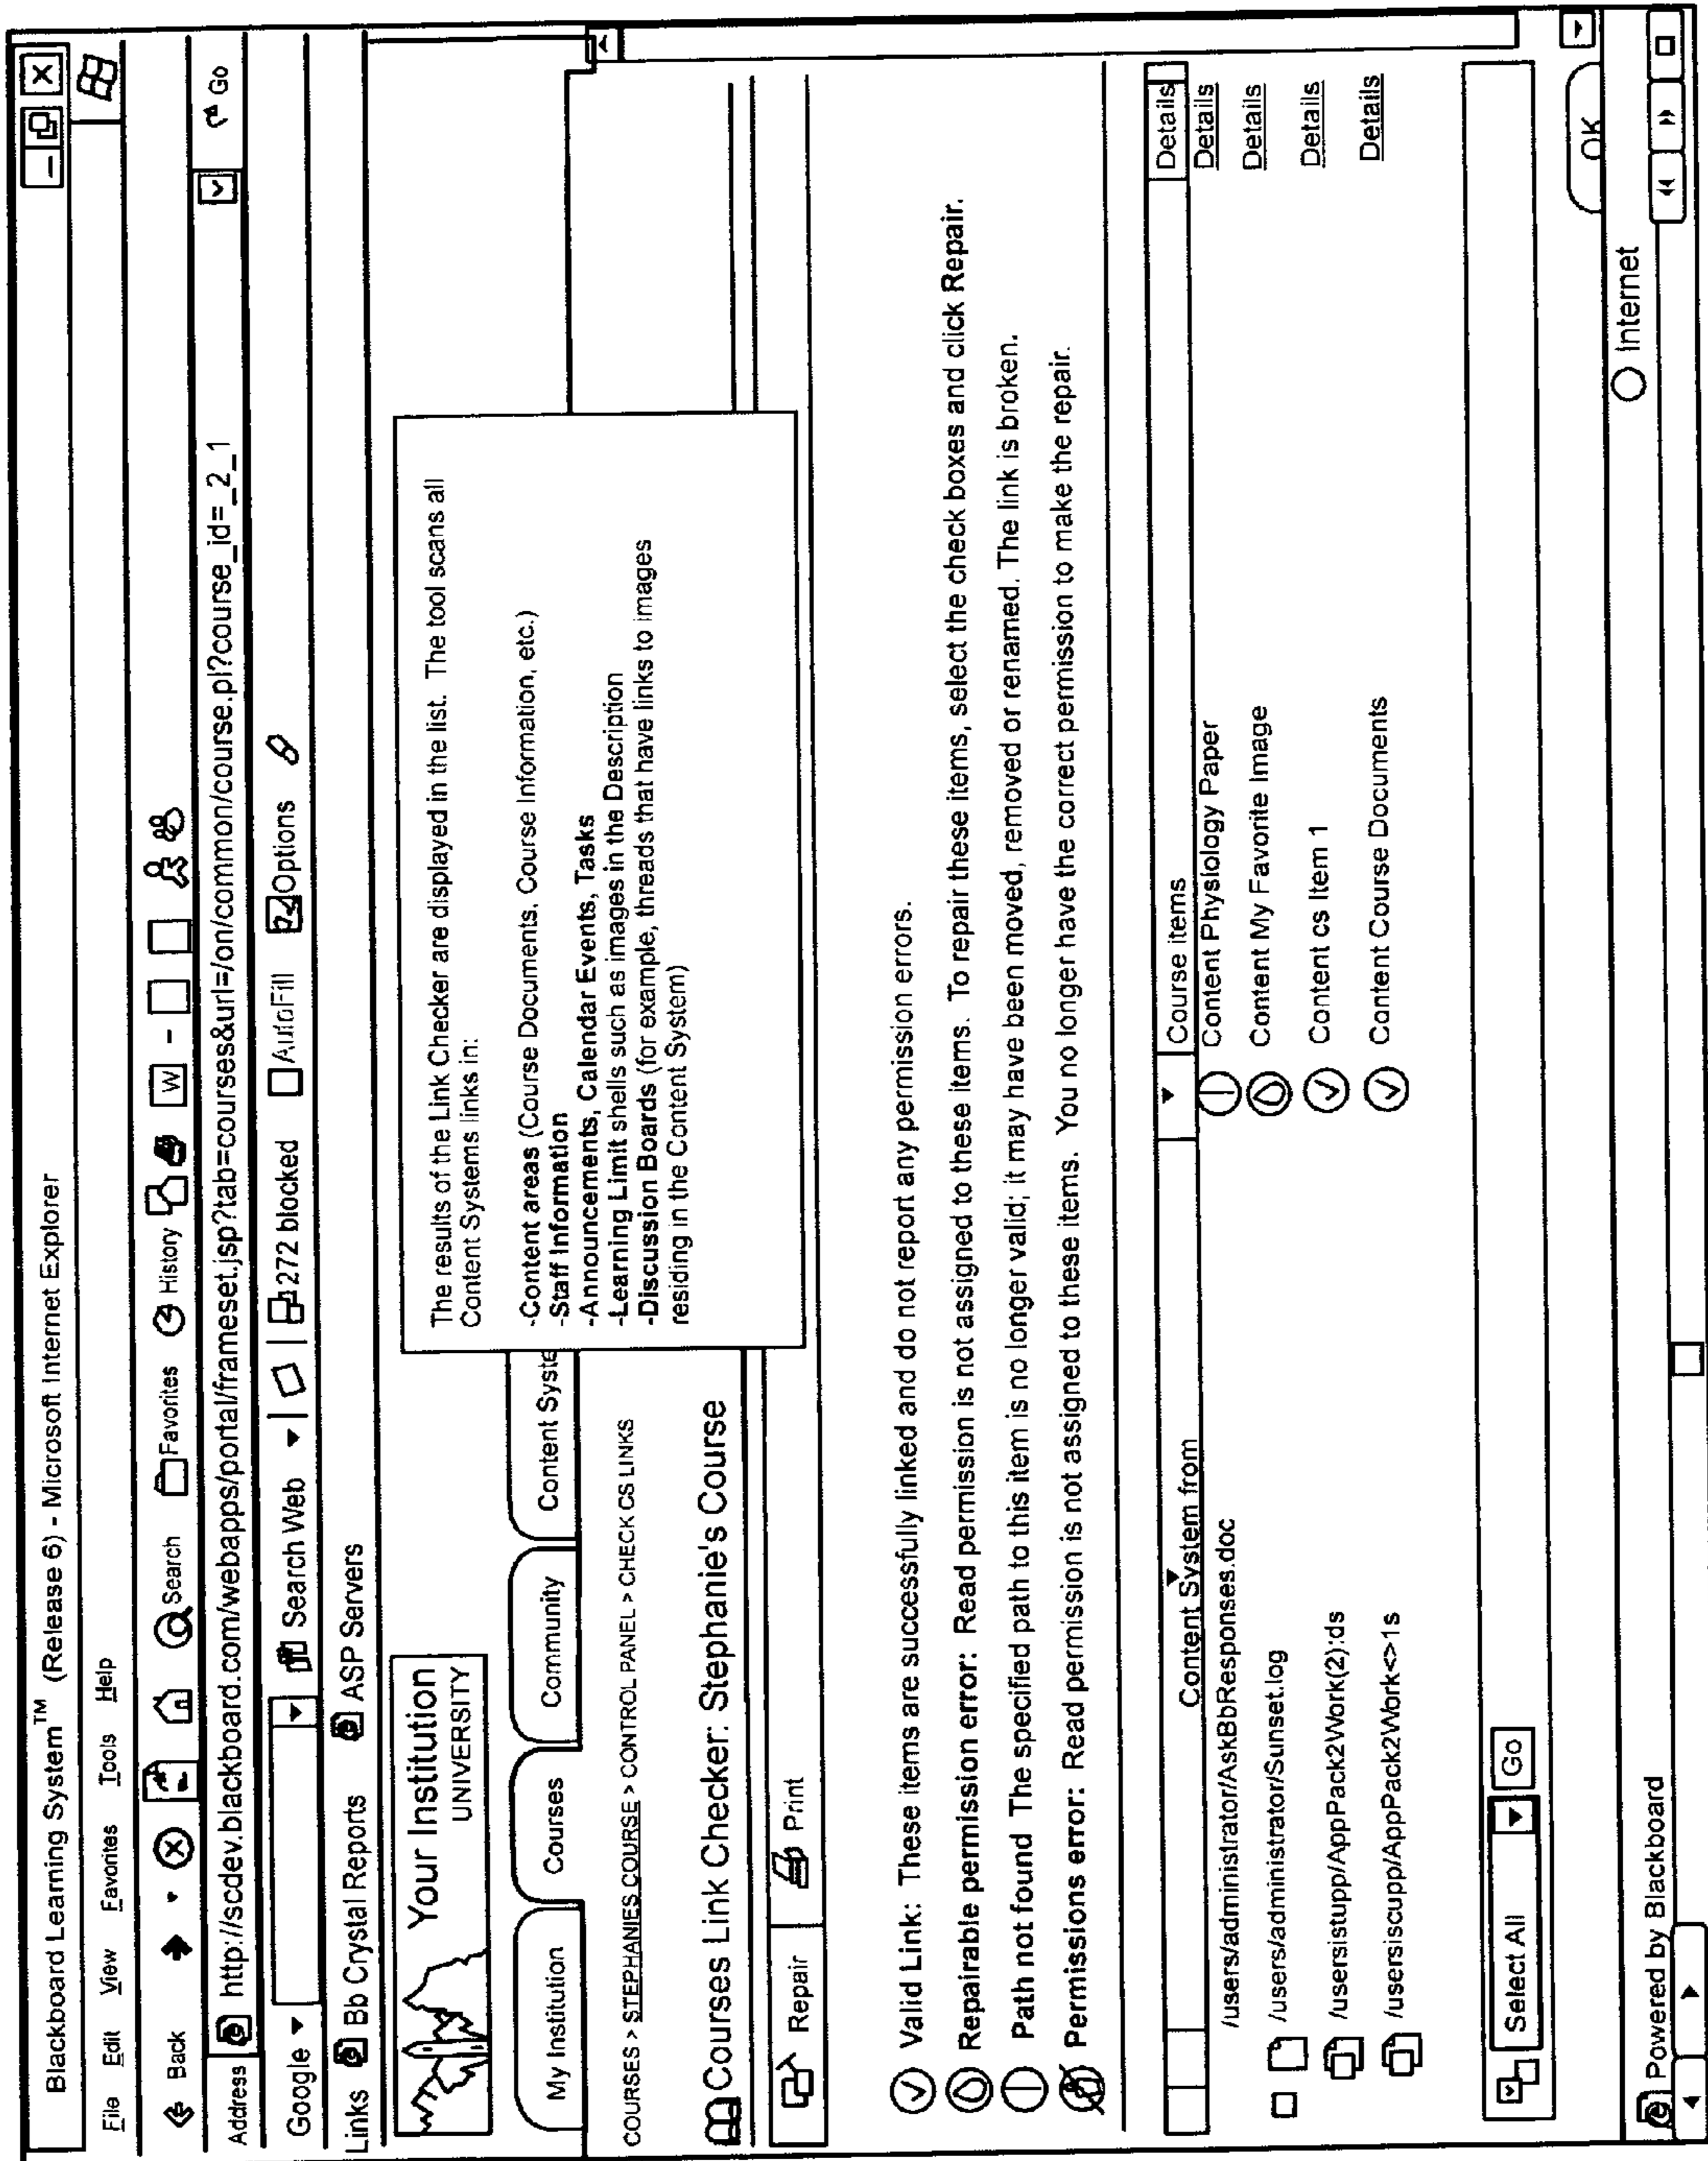 Blackboard Learning System™ (Release 6) - Microsoft Internet Explorer
File Edit View Favorites Tools Help
Back Search Favorites History W -
Address http://scdev.blackboard.com/webapps/portal/frameset.jsp?tab=courses&url=/on/common/course.pl?course_id=_2_1 Go
Google Search Web 272 blocked AutoFill Options
Links Bb Crystal Reports ASP Servers
Your Institution
UNIVERSITY
My Institution Courses Community Content Syste
The results of the Link Checker are displayed in the list. The tool scans all
Content Systems links in:
-Content areas (Course Documents, Course Information, etc.)
-Staff Information
-Announcements, Calendar Events, Tasks
-Learning Limit shells such as images in the Description
-Discussion Boards (for example, threads that have links to images
residing in the Content System)
COURSES > STEPHANIES COURSE > CONTROL PANEL > CHECK CS LINKS
Courses Link Checker: Stephanie's Course
Repair Print
Valid Link: These items are successfully linked and do not report any permission errors.
Repairable permission error: Read permission is not assigned to these items. To repair these items, select the check boxes and click Repair.
Path not found The specified path to this item is no longer valid; it may have been moved, removed or renamed. The link is broken.
Permissions error: Read permission is not assigned to these items. You no longer have the correct permission to make the repair.
Content System from Course items Details
/users/administrator/AskBbResponses.doc Content Physiology Paper Details
/users/administrator/Sunset.log Content My Favorite Image Details
/usersistupp/AppPack2Work(2):ds Content cs Item 1 Details
/usersiscupp/AppPack2Work<>1s Content Course Documents Details
Select All Go
OK
Powered by Blackboard Internet